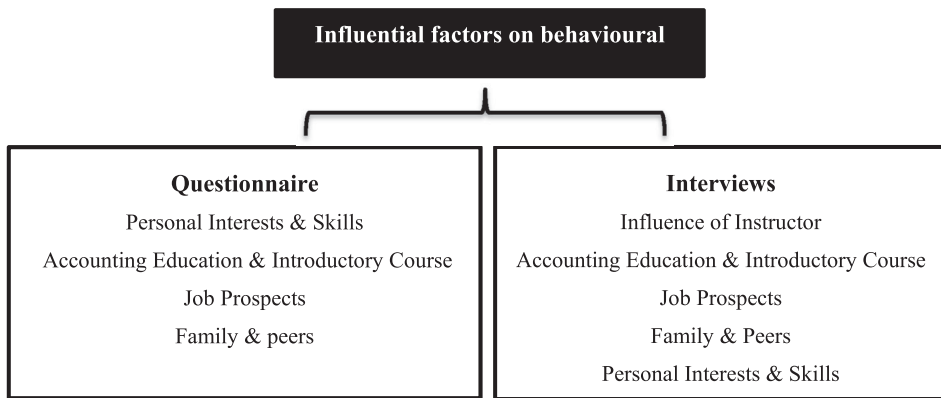 Influential factors on behavioural
Questionnaire
Personal Interests & Skills
Accounting Education & Introductory Course
Job Prospects
Family & peers
Interviews
Influence of Instructor
Accounting Education & Introductory Course
Job Prospects
Family & Peers
Personal Interests & Skills